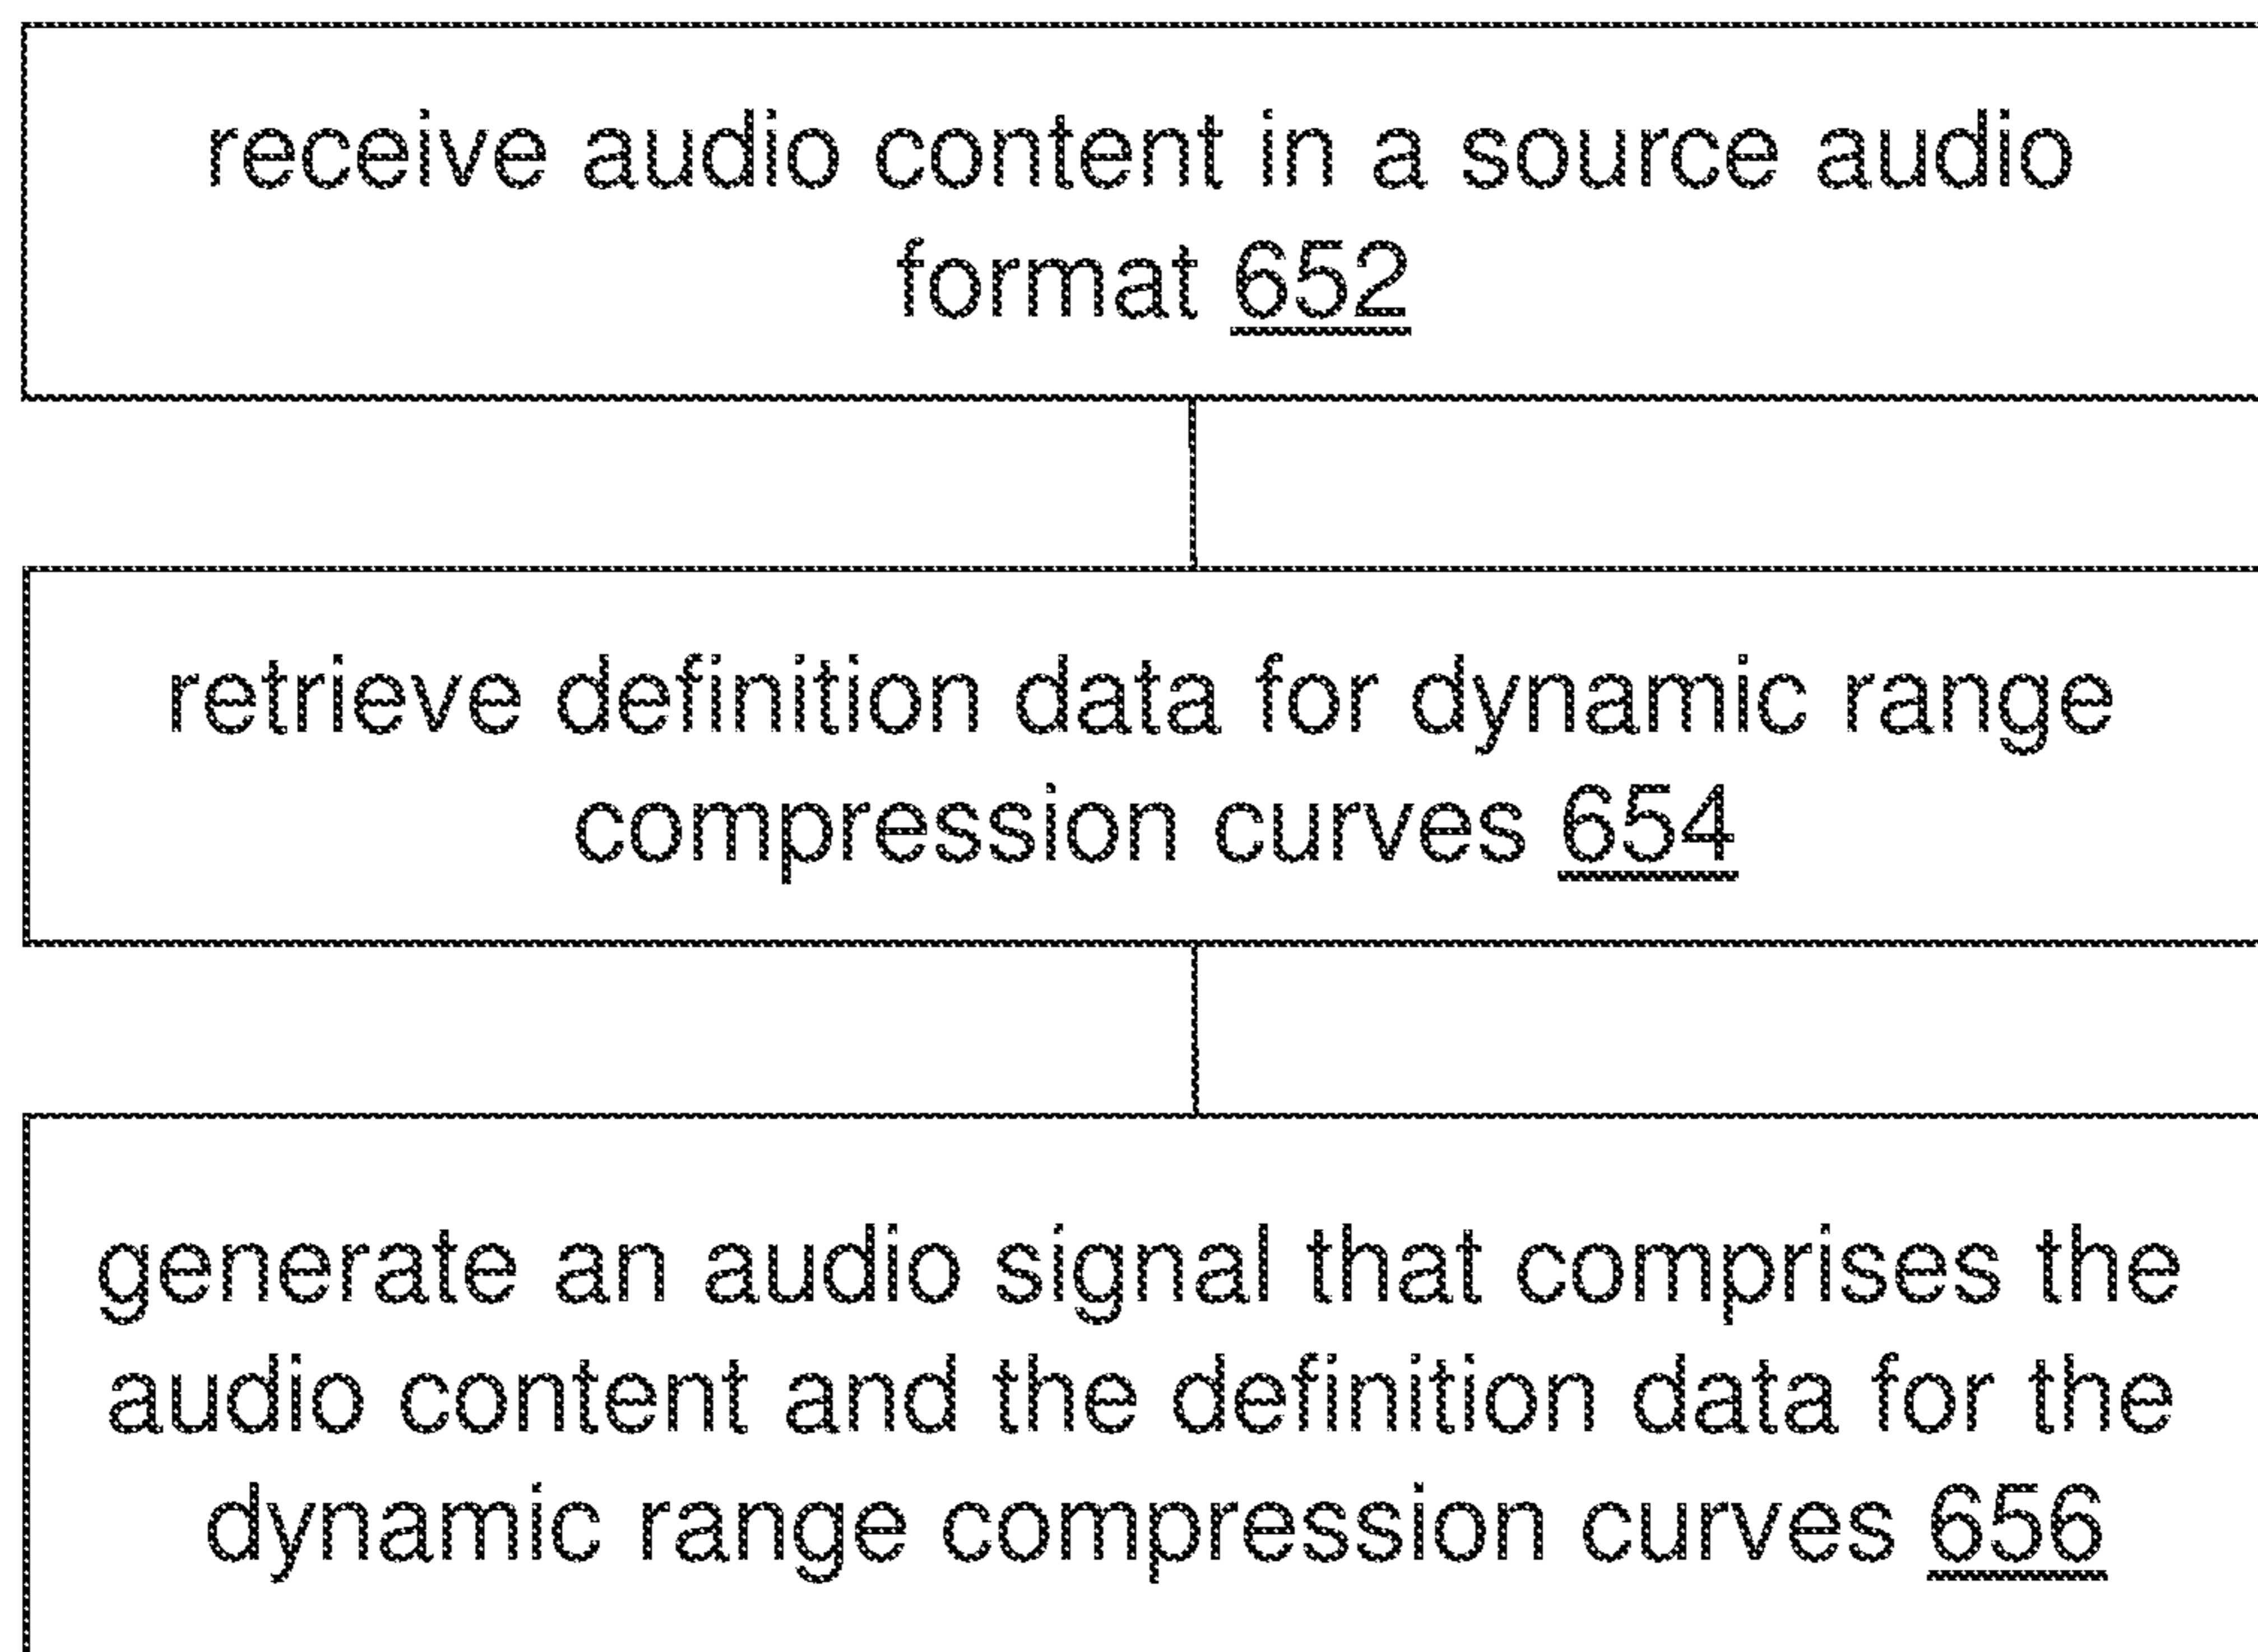 receive audio content in a source audio
format 652
retrieve definition data for dynamic range
compression curves 654
generate an audio signal that comprises the
audio content and the definition data for the
dynamic range compression curves 656